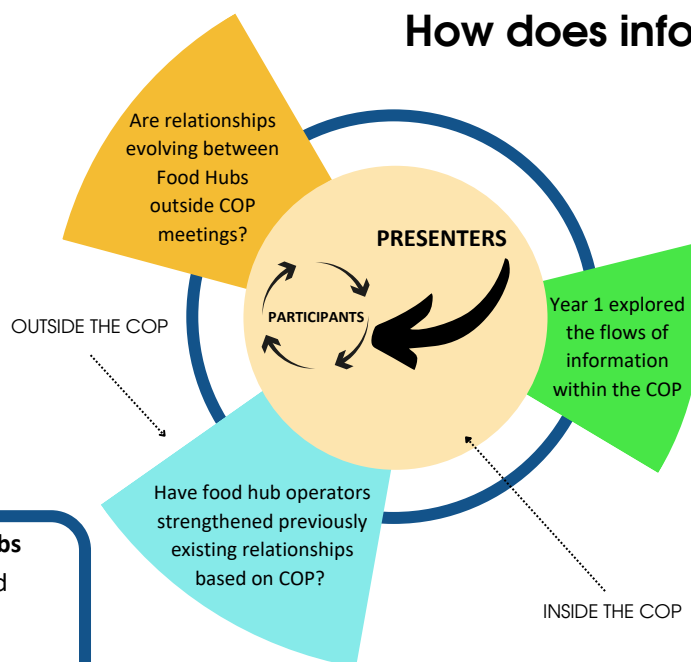 How does info
Are relationships
evolving between
Food Hubs
outside COP
meetings?
PRESENTERS
PARTICIPANTS
Year 1 explored
the flows of
information
within the COP
OUTSIDE THE COP
Have food hub operators
strengthened previously
existing relationships
based on COP?
bs
d
INSIDE THE COP